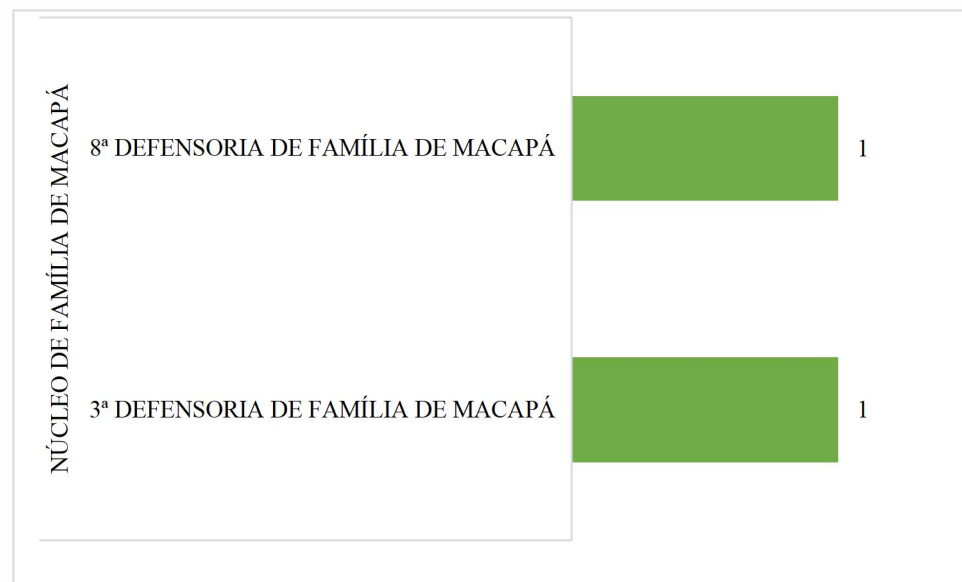 NÚCLEO DE FAMÍLIA DE MACAPÁ
8ª DEFENSORIA DE FAMÍLIA DE MACAPÁ
1
3ª DEFENSORIA DE FAMÍLIA DE MACAPÁ
1